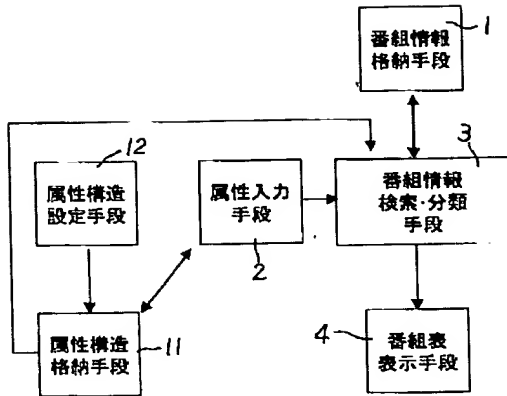 1
番組情報
格納手段
3
12
属性構造
設定手段
属性入力
手段
2
番組情報
検索·分類
手段
属性構造
格納手段
11
4
番組表
表示手段